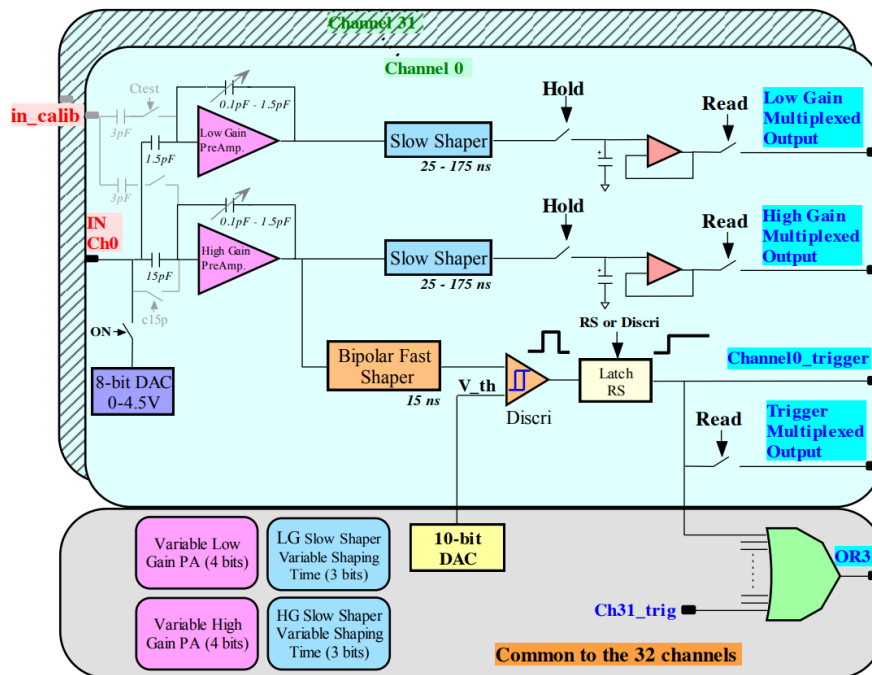 Channel 31
Channel 0
in_calib
Ctest
3pF
1.5pF
3pF
0.1pF - 1.5pF
Low Gain
PreAmp.
Slow Shaper
25 - 175 ns
Hold
Read
Low Gain
Multiplexed
Output
IN
Ch0
15pF
c15p
0.1pF - 1.5pF
High Gain
PreAmp.
Slow Shaper
25 - 175 ns
Hold
Read
High Gain
Multiplexed
Output
ON
8-bit DAC
0-4.5V
Bipolar Fast
Shaper
15 ns
V_th
Discri
RS or Discri
Latch
RS
Channel0_trigger
Read
Trigger
Multiplexed
Output
Variable Low
Gain PA (4 bits)
LG Slow Shaper
Variable Shaping
Time (3 bits)
10-bit
DAC
OR3
Variable High
Gain PA (4 bits)
HG Slow Shaper
Variable Shaping
Time (3 bits)
Ch31_trig
Common to the 32 channels